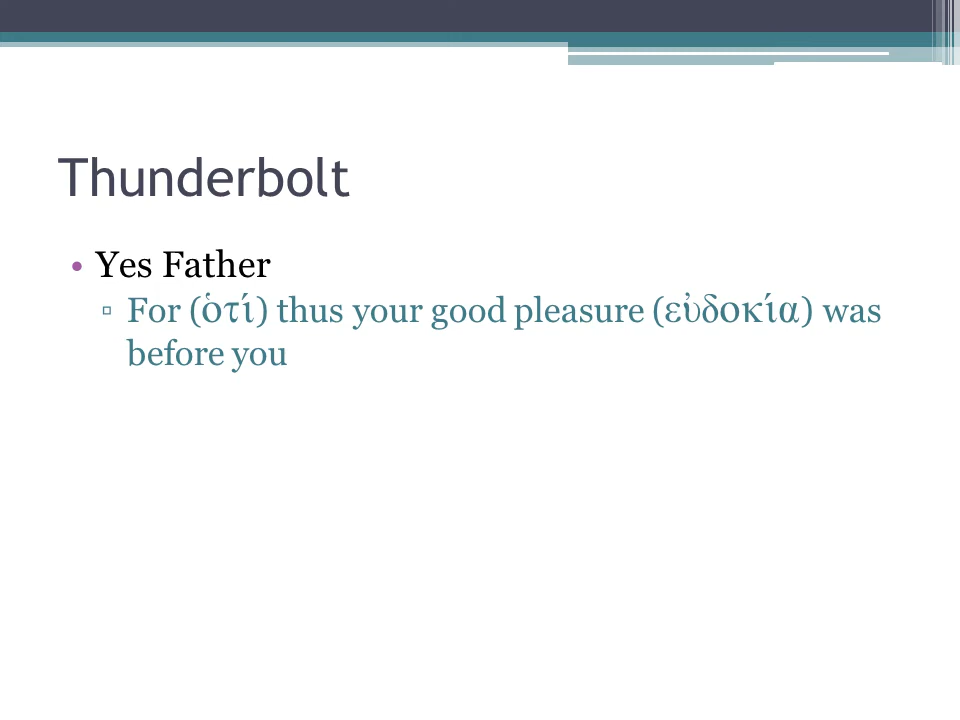 Thunderbolt
• Yes Father
▫ For (ὁτί) thus your good pleasure (εὐδοκία) was
before you